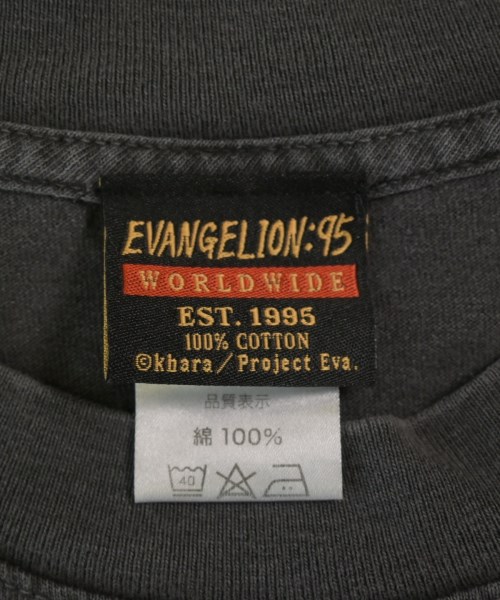 EVANGELION:95
WORLDWIDE
EST. 1995
100% COTTON
©khara/Project Eva.
品質表示
綿 100%
40